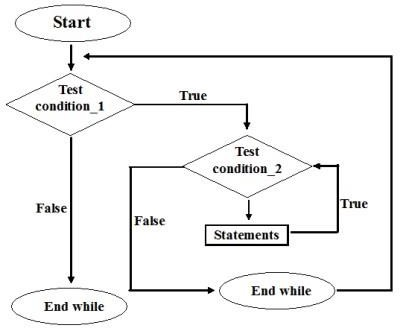 Start
Test
condition_1
True
Test
condition_2
False
False
True
Statements
End while
End while